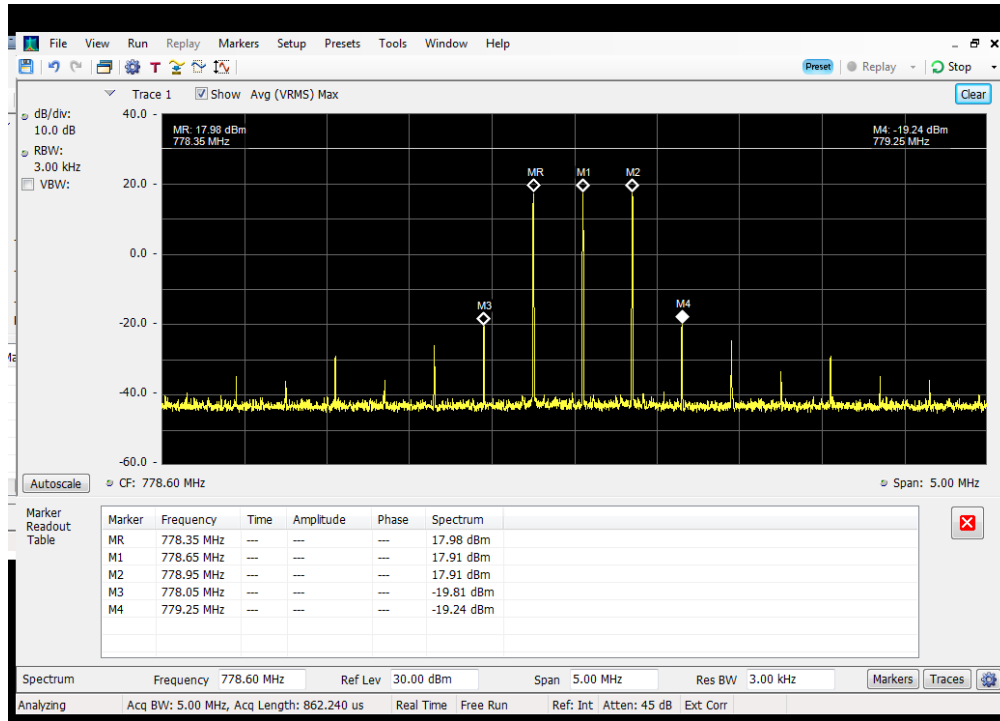 File View Run Replay Markers Setup Presets Tools Window Help
Preset Replay Stop
Trace 1 Show Avg (VRMS) Max Clear
dB/div:
10.0 dB
RBW:
3.00 kHz
VBW:
40.0
20.0
0.0
-20.0
-40.0
-60.0
MR: 17.98 dBm
778.35 MHz
M4: -19.24 dBm
779.25 MHz
MR M1 M2
M3 M4
Autoscale CF: 778.60 MHz Span: 5.00 MHz
Marker
Readout
Table
Marker Frequency Time Amplitude Phase Spectrum
MR 778.35 MHz --- --- --- 17.98 dBm
M1 778.65 MHz --- --- --- 17.91 dBm
M2 778.95 MHz --- --- --- 17.91 dBm
M3 778.05 MHz --- --- --- -19.81 dBm
M4 779.25 MHz --- --- --- -19.24 dBm
Spectrum Frequency 778.60 MHz Ref Lev 30.00 dBm Span 5.00 MHz Res BW 3.00 kHz Markers Traces
Analyzing Acq BW: 5.00 MHz, Acq Length: 862.240 us Real Time Free Run Ref: Int Atten: 45 dB Ext Corr